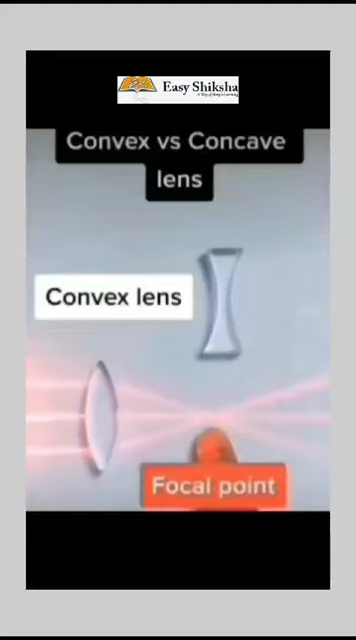 Easy Shiksha
Convex vs Concave
lens
Convex lens
Focal point